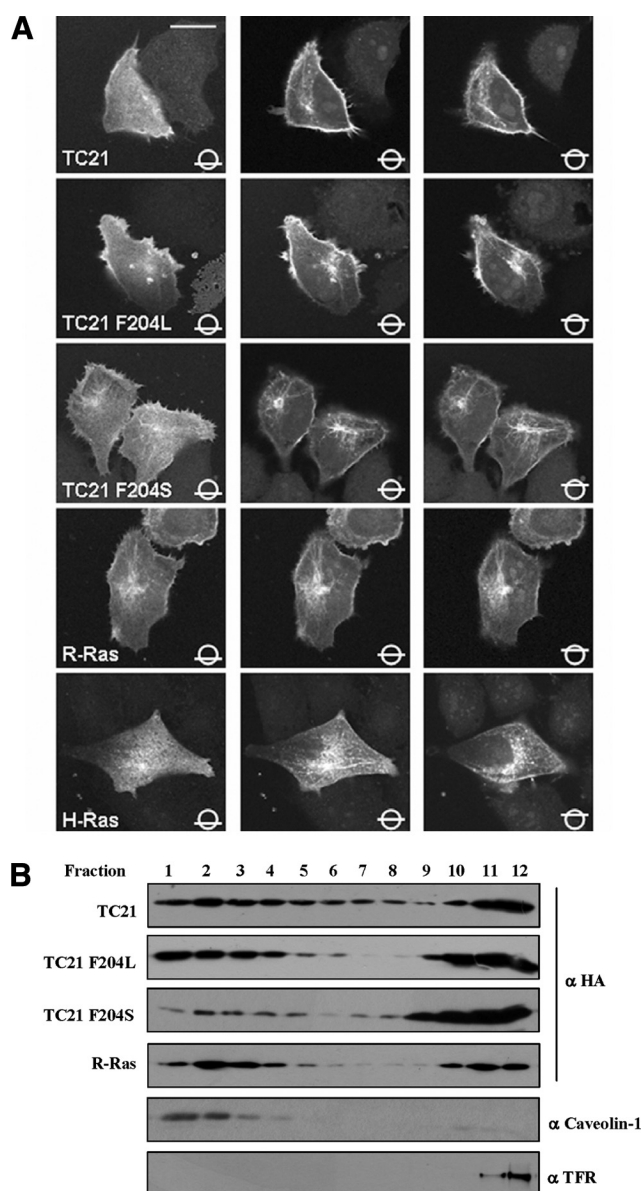 A
TC21
TC21 F204L
TC21 F204S
R-Ras
H-Ras
B
Fraction 1 2 3 4 5 6 7 8 9 10 11 12
TC21
TC21 F204L
TC21 F204S
R-Ras
α HA
α Caveolin-1
α TFR